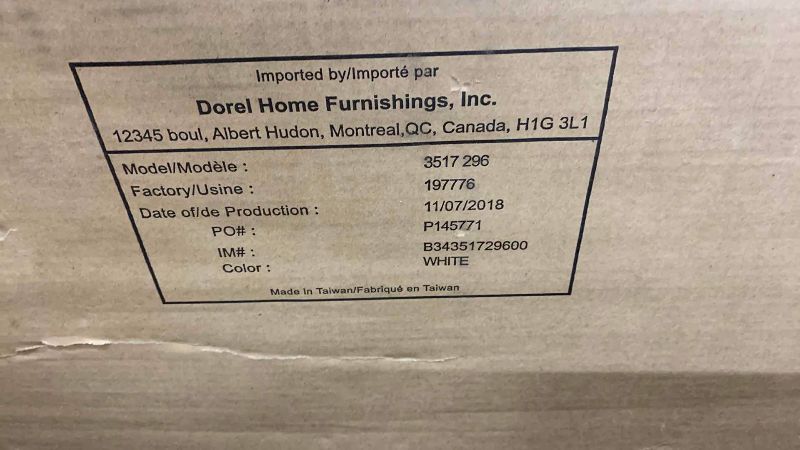 Imported by/Importé par
Dorel Home Furnishings, Inc.
12345 boul, Albert Hudon, Montreal,QC, Canada, H1G 3L1
Model/Modèle : 3517 296
Factory/Usine : 197776
Date of/de Production : 11/07/2018
PO# : P145771
IM# : B34351729600
Color : WHITE
Made In Taiwan/Fabriqué en Taiwan